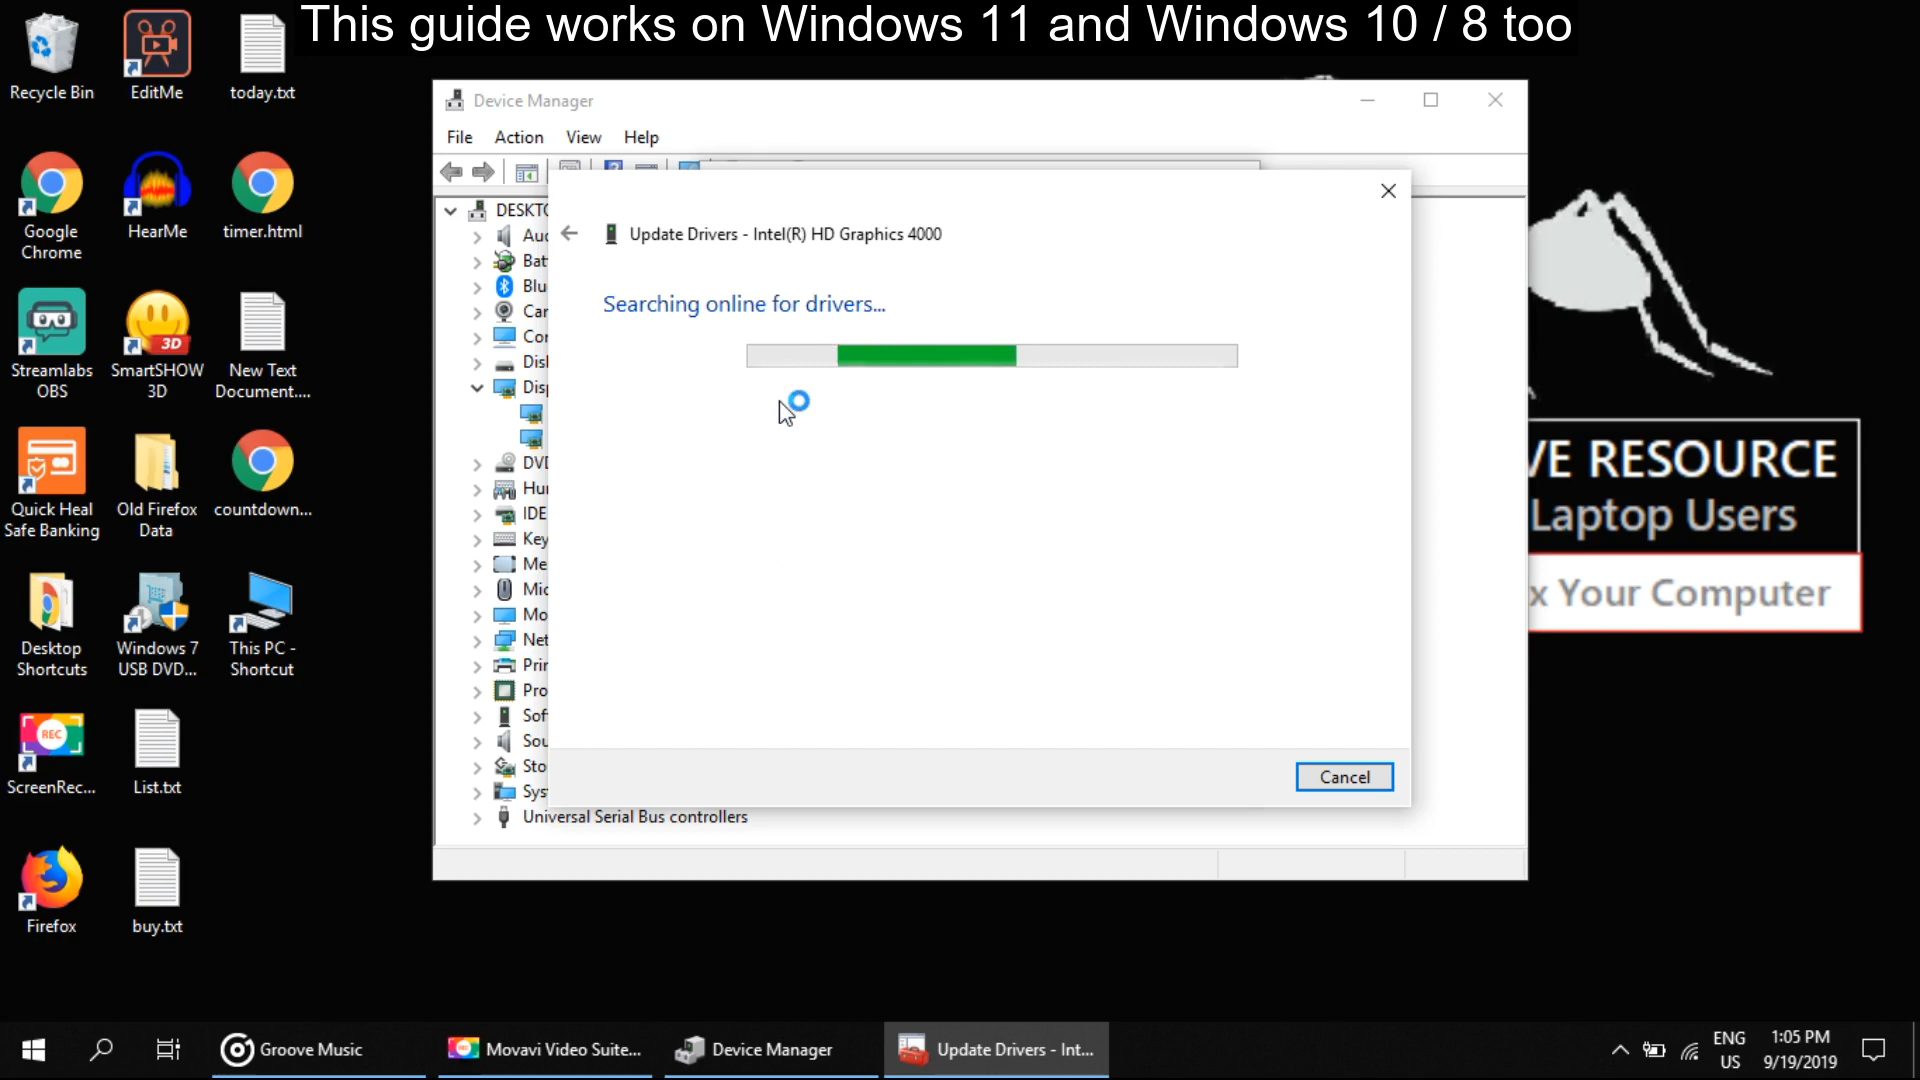 This guide works on Windows 11 and Windows 10 / 8 too
Recycle Bin
EditMe
today.txt
Google
Chrome
HearMe
timer.html
Streamlabs
OBS
SmartSHOW
3D
3D
New Text
Document....
Quick Heal
Safe Banking
Old Firefox
Data
countdown...
Desktop
Shortcuts
Windows 7
USB DVD...
This PC -
Shortcut
REC
ScreenRec...
List.txt
Firefox
buy.txt
Device Manager
File Action View Help
DESKTO
Aud
Bat
Blu
Car
Cor
Disk
Disp
DVD
Hur
IDE
Key
Me
Mic
Mo
Net
Prin
Pro
Sof
Sou
Sto
Sys
Universal Serial Bus controllers
Update Drivers - Intel(R) HD Graphics 4000
Searching online for drivers...
Cancel
VE RESOURCE
Laptop Users
x Your Computer
Groove Music
Movavi Video Suite...
Device Manager
Update Drivers - Int...
ENG
US
1:05 PM
9/19/2019